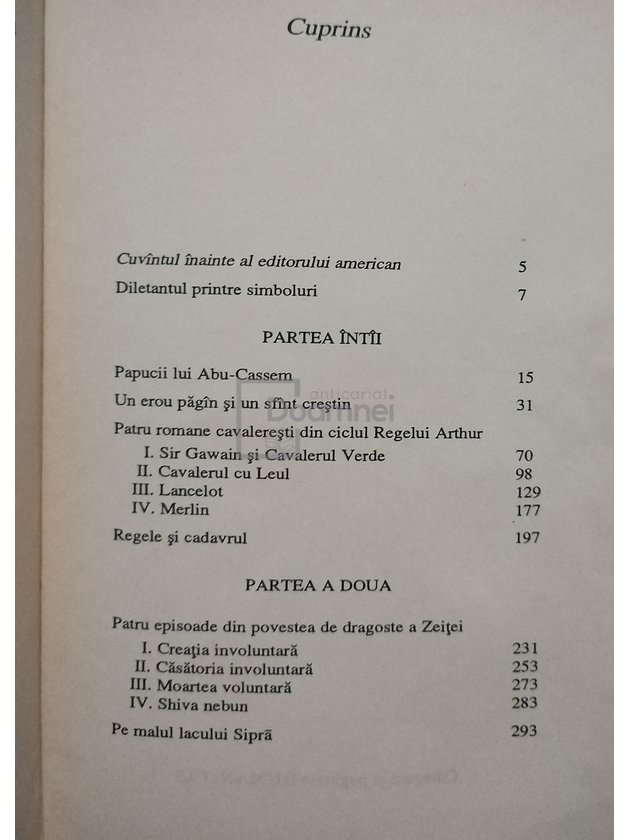 Cuprins
Cuvîntul înainte al editorului american 5
Diletantul printre simboluri 7
PARTEA ÎNTÎI
Papucii lui Abu-Cassem 15
Un erou păgîn şi un sfînt creştin 31
Patru romane cavalereşti din ciclul Regelui Arthur
I. Sir Gawain şi Cavalerul Verde 70
II. Cavalerul cu Leul 98
III. Lancelot 129
IV. Merlin 177
Regele şi cadavrul 197
PARTEA A DOUA
Patru episoade din povestea de dragoste a Zeiţei
I. Creaţia involuntară 231
II. Căsătoria involuntară 253
III. Moartea voluntară 273
IV. Shiva nebun 283
Pe malul lacului Siprā 293
anticariat
Doamnei